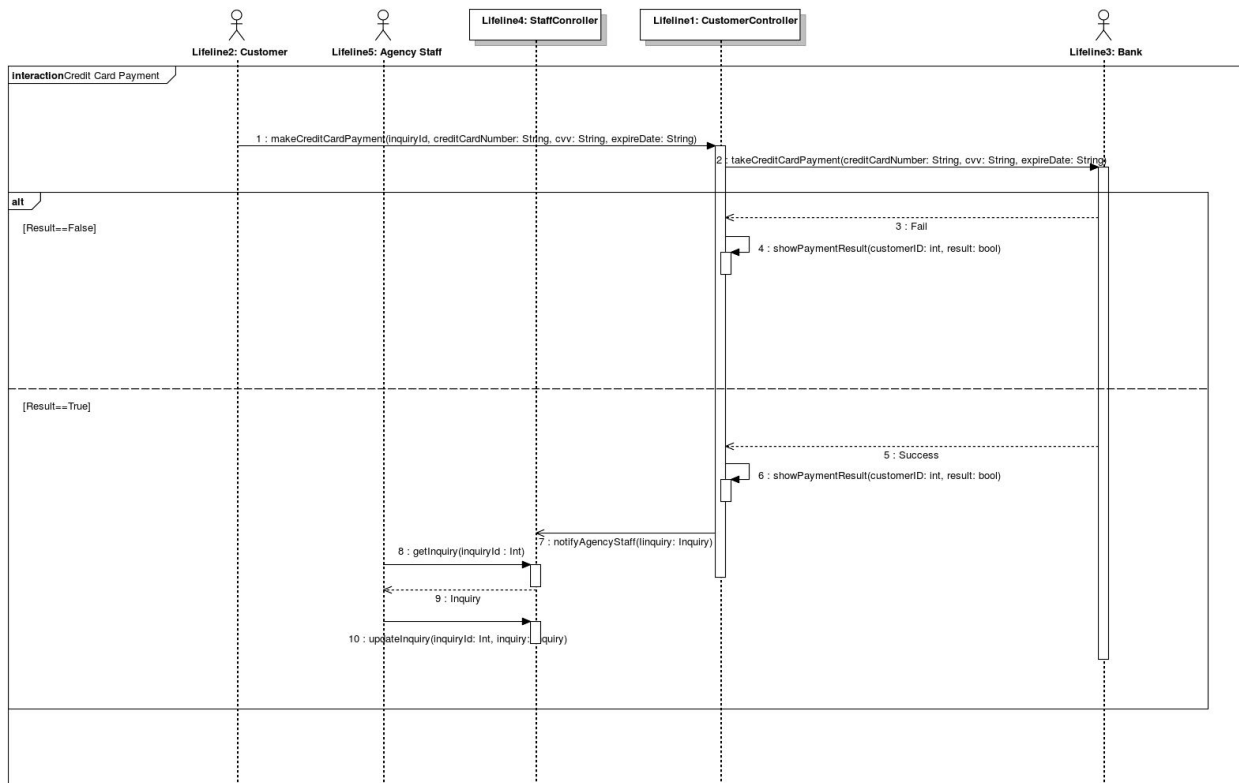 Lifeline4: StaffConroller
Lifeline1: CustomerController
Lifeline2: Customer
Lifeline5: Agency Staff
Lifeline3: Bank
interactionCredit Card Payment
1 : makeCreditCardPayment(inquiryId, creditCardNumber: String, cvv: String, expireDate: String)
2 : takeCreditCardPayment(creditCardNumber: String, cvv: String, expireDate: String)
alt
[Result==False]
3 : Fail
4 : showPaymentResult(customerID: int, result: bool)
[Result==True]
5 : Success
6 : showPaymentResult(customerID: int, result: bool)
7 : notifyAgencyStaff(Iinquiry: Inquiry)
8 : getInquiry(inquiryId : Int)
9 : Inquiry
10 : updateInquiry(inquiryId: Int, inquiry: Inquiry)